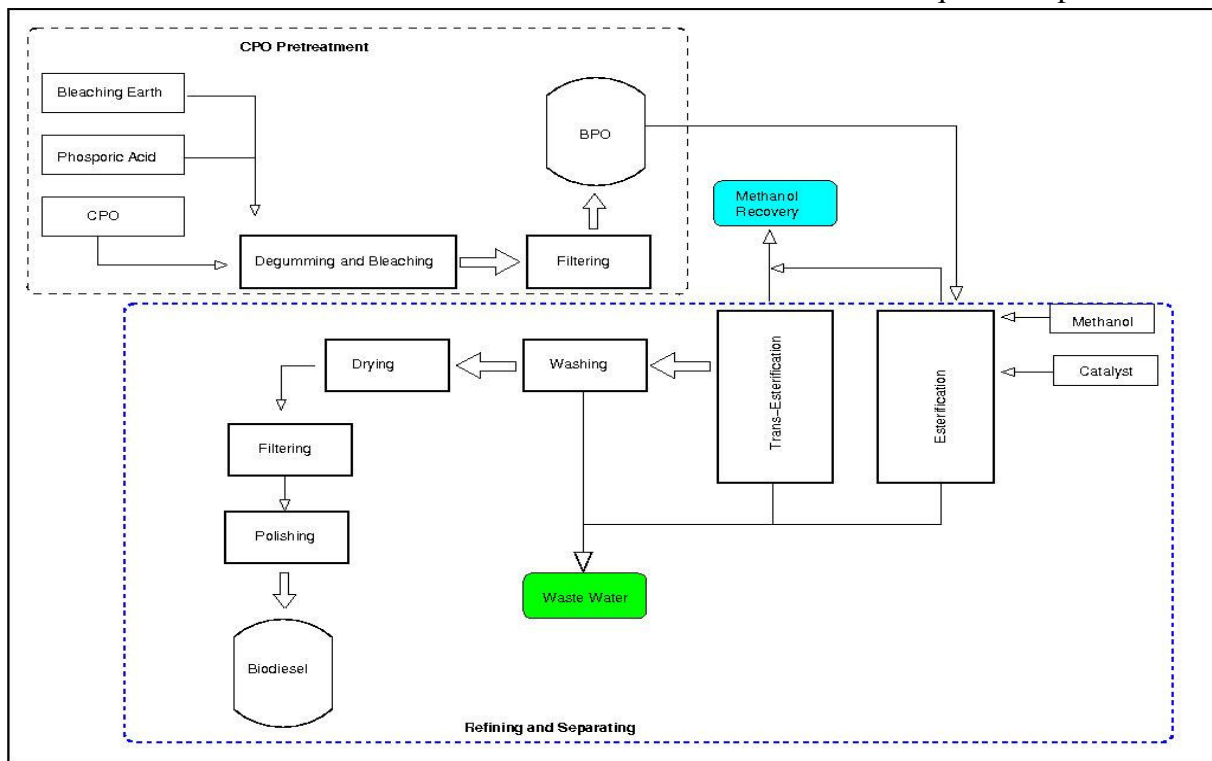 CPO Pretreatment
Bleaching Earth
Phosporic Acid
CPO
Degumming and Bleaching
Filtering
BPO
Methanol
Recovery
Methanol
Catalyst
Esterification
Trans-Esterification
Washing
Drying
Filtering
Polishing
Biodiesel
Waste Water
Refining and Separating